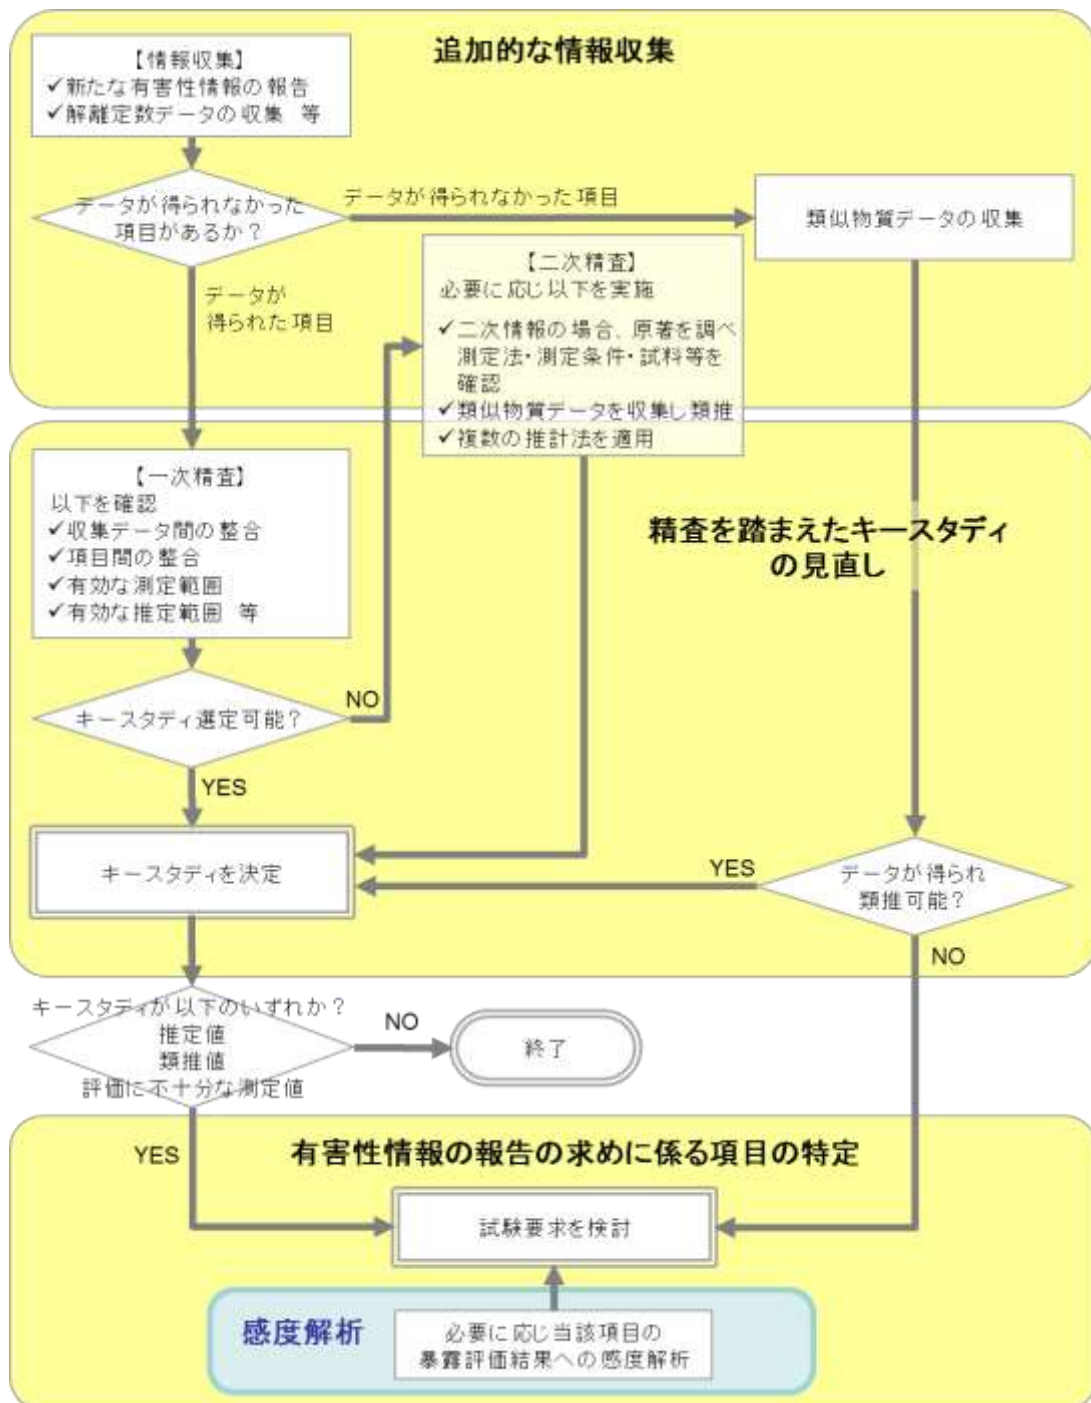 追加的な情報収集
【情報収集】
✓新たな有害性情報の報告
✓解離定数データの収集 等
データが得られなかった
項目があるか?
データが得られなかった項目
類似物質データの収集
データが
得られた項目
【二次精査】
必要に応じ以下を実施
✓二次情報の場合、原著を調べ
測定法・測定条件・試料等を
確認
✓類似物質データを収集し類推
✓複数の推計法を適用
【一次精査】
以下を確認
✓収集データ間の整合
✓項目間の整合
✓有効な測定範囲
✓有効な推定範囲 等
精査を踏まえたキースタディ
の見直し
キースタディ選定可能?
NO
YES
キースタディを決定
YES
データが得られ
類推可能?
NO
キースタディが以下のいずれか?
推定値
類推値
評価に不十分な測定値
NO
終了
YES
有害性情報の報告の求めに係る項目の特定
試験要求を検討
感度解析
必要に応じ当該項目の
暴露評価結果への感度解析